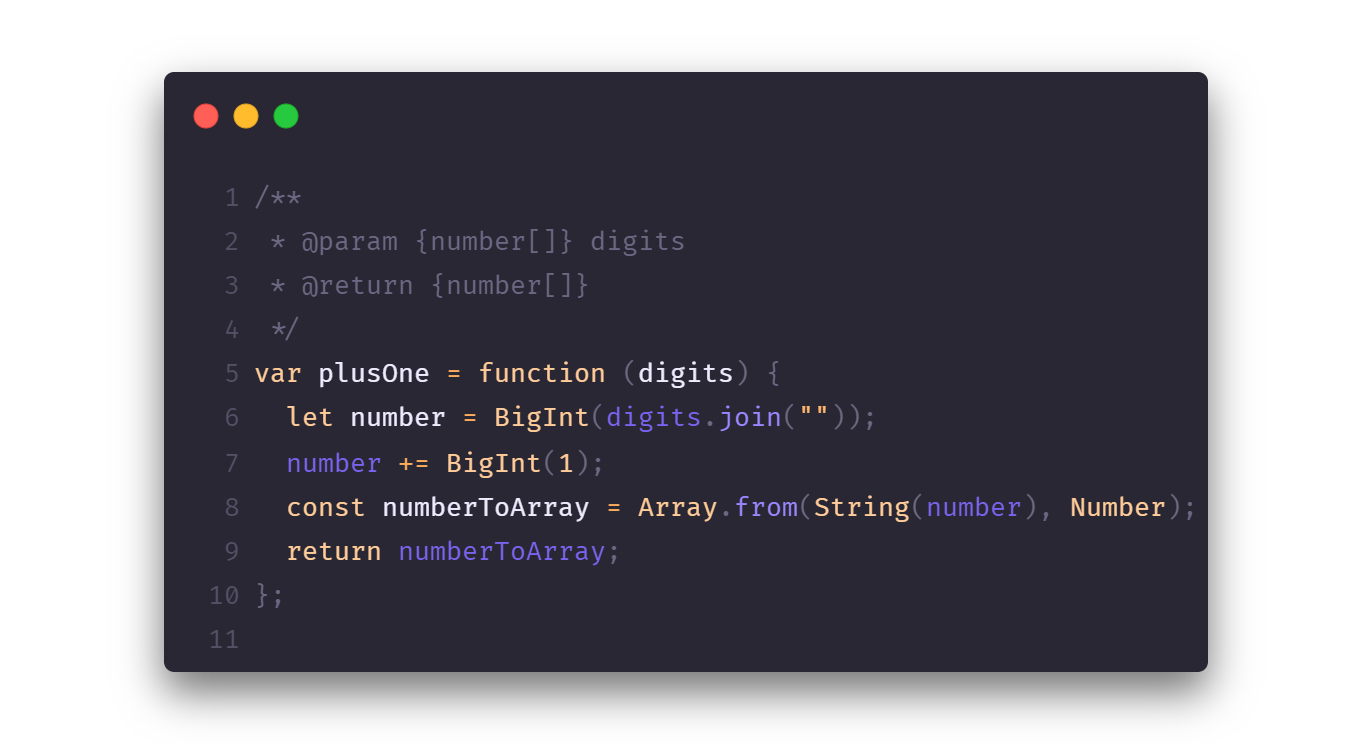 1 /**
2  * @param {number[]} digits
3  * @return {number[]}
4  */
5 var plusOne = function (digits) {
6   let number = BigInt(digits.join(""));
7   number += BigInt(1);
8   const numberToArray = Array.from(String(number), Number);
9   return numberToArray;
10 };
11